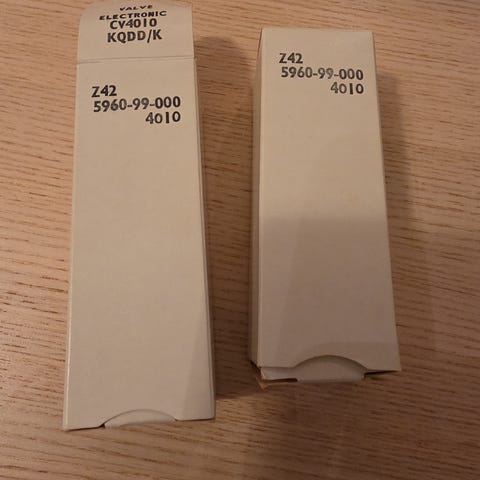 VALVE
ELECTRONIC
CV4010
KQDD/K
Z42
5960-99-000
4010
Z42
5960-99-000
4010